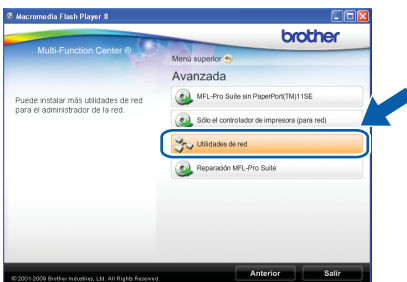 Macromedia Flash Player 8
brother
Multi-Function Center ®
Menú superior
Avanzada
Puede instalar más utilidades de red
para el administrador de la red.
MFL-Pro Suite sin PaperPort(TM)11SE
Sólo el controlador de impresora (para red)
Utilidades de red
Reparación MFL-Pro Suite
© 2001-2009 Brother Industries, Ltd. All Rights Reserved.
Anterior
Salir